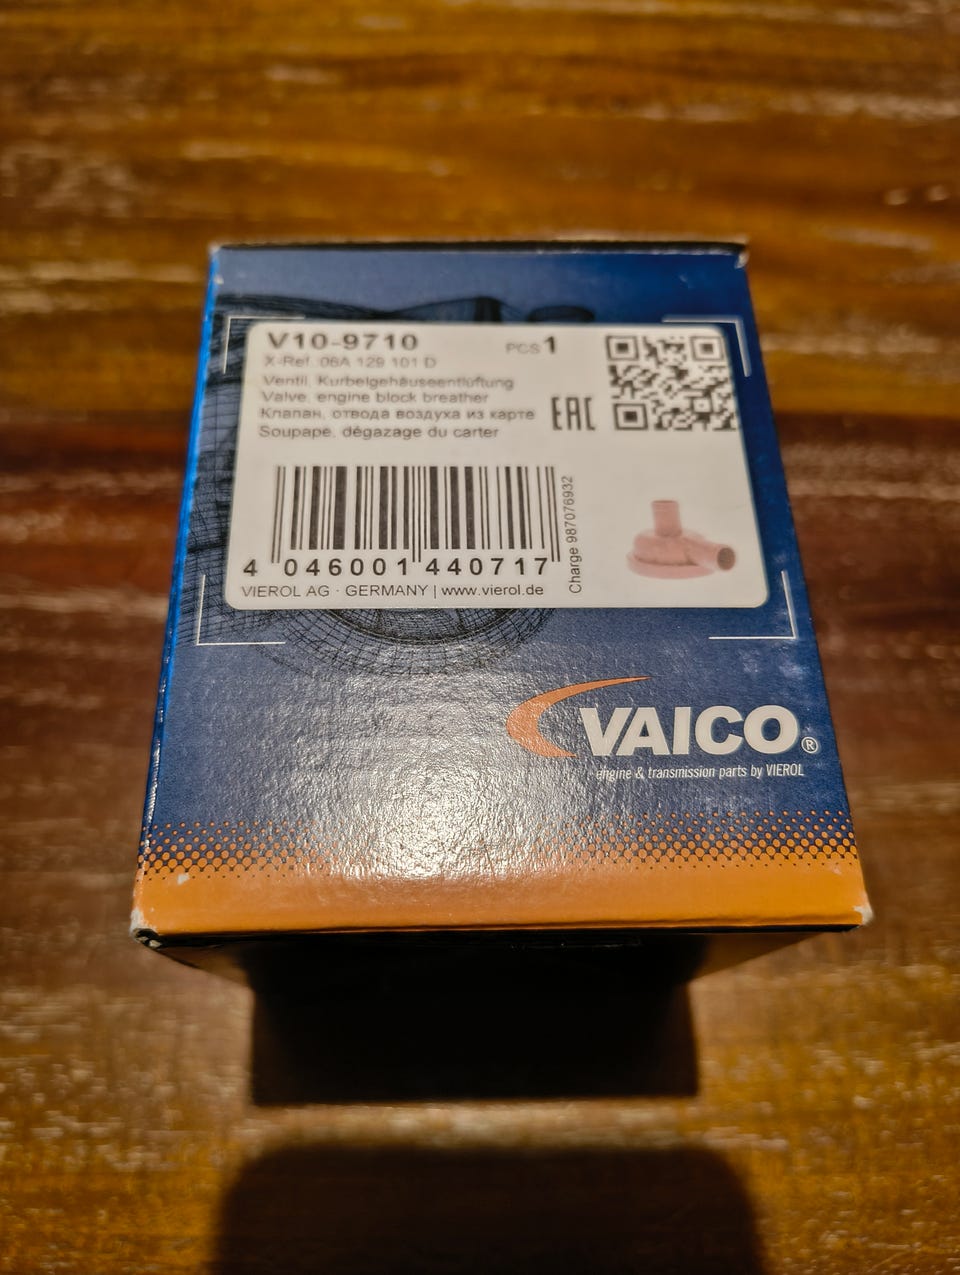 V10-9710
PCS 1
X-Ref. 06A 129 101 D
Ventil, Kurbelgehäuseentlüftung
Valve, engine block breather
Клапан, отвода воздуха из карте
Soupape, dégazage du carter
EAC
4 046001 440717
Charge 987076932
VIEROL AG · GERMANY | www.vierol.de
VAICO®
engine & transmission parts by VIEROL